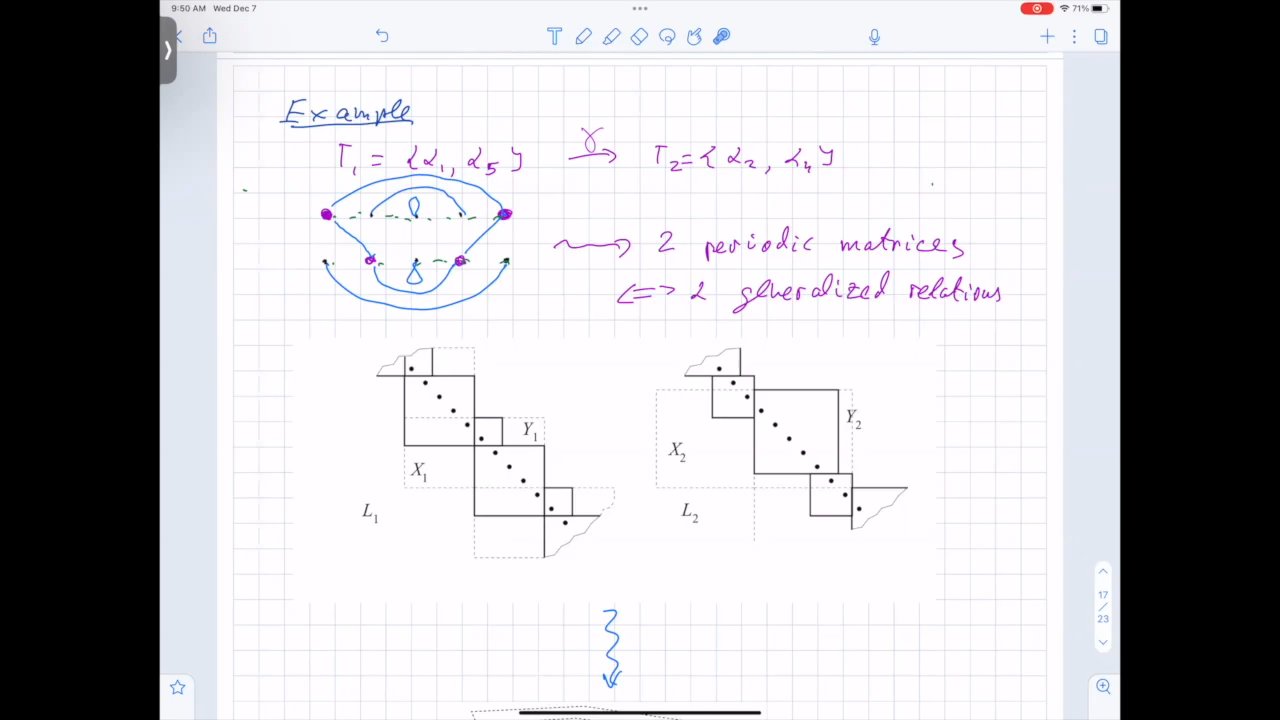 9:50 AM Wed Dec 7
71%
Example
T₁ = {α₁, α₅} γ→ T₂ = {α₂, α₄}
⇝ 2 periodic matrices
⇔ 2 generalized relations
Y₁
Y₂
X₁
X₂
L₁
L₂
17
/
23